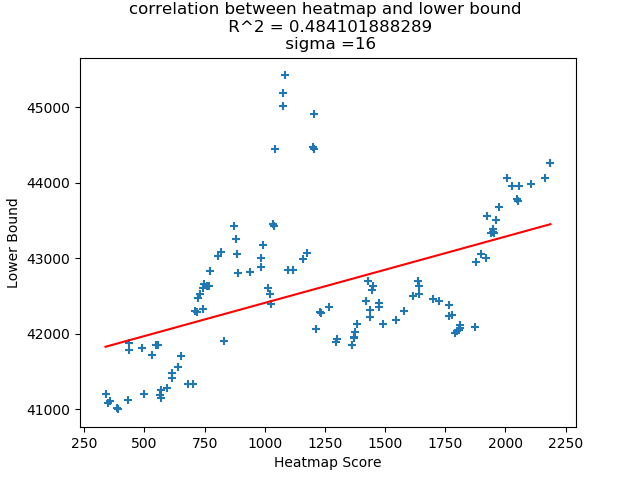 correlation between heatmap and lower bound
R^2 = 0.484101888289
sigma =16
45000
44000
43000
42000
41000
Lower Bound
250 500 750 1000 1250 1500 1750 2000 2250
Heatmap Score